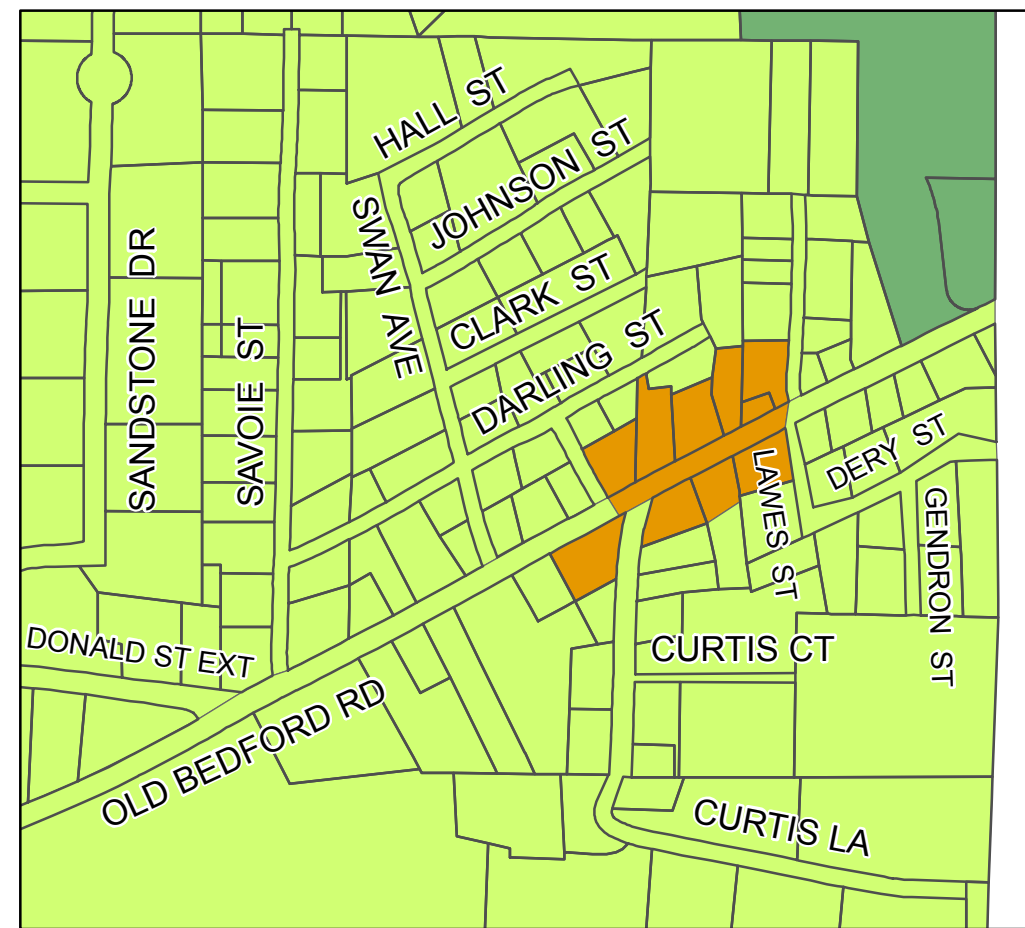 HALL ST
JOHNSON ST
SWAN AVE
SANDSTONE DR
CLARK ST
SAVOIE ST
DARLING ST
DERY ST
LAWES ST
GENDRON ST
DONALD ST EXT
CURTIS CT
OLD BEDFORD RD
CURTIS LA